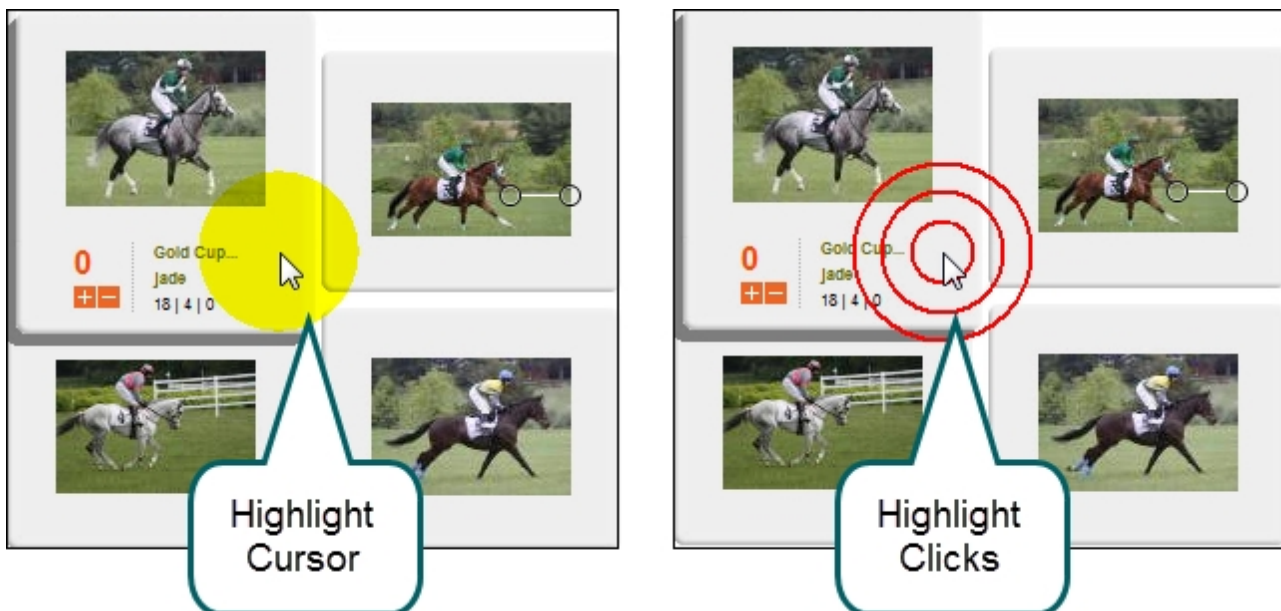 0
Gold Cup...
jade
18 | 4 | 0
Highlight
Cursor
0
Gold Cup...
jade
18 | 4 | 0
Highlight
Clicks